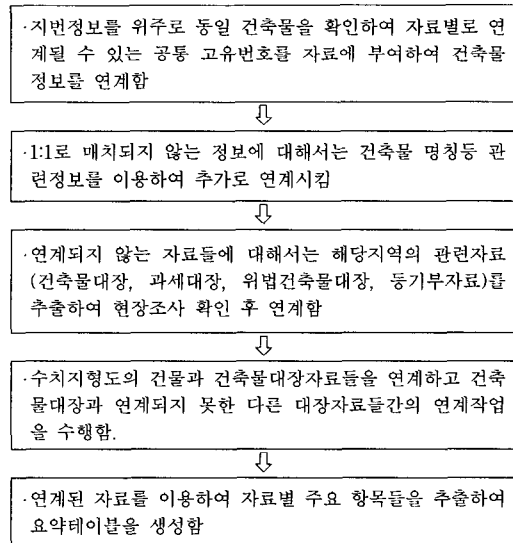 ·지번정보를 위주로 동일 건축물을 확인하여 자료별로 연
계될 수 있는 공통 고유번호를 자료에 부여하여 건축물
정보를 연계함
⇩
·1:1로 매치되지 않는 정보에 대해서는 건축물 명칭등 관
련정보를 이용하여 추가로 연계시킴
⇩
·연계되지 않는 자료들에 대해서는 해당지역의 관련자료
(건축물대장, 과세대장, 위법건축물대장, 등기부자료)를
추출하여 현장조사 확인 후 연계함
⇩
·수치지형도의 건물과 건축물대장자료들을 연계하고 건축
물대장과 연계되지 못한 다른 대장자료들간의 연계작업
을 수행함.
⇩
·연계된 자료를 이용하여 자료별 주요 항목들을 추출하여
요약테이블을 생성함